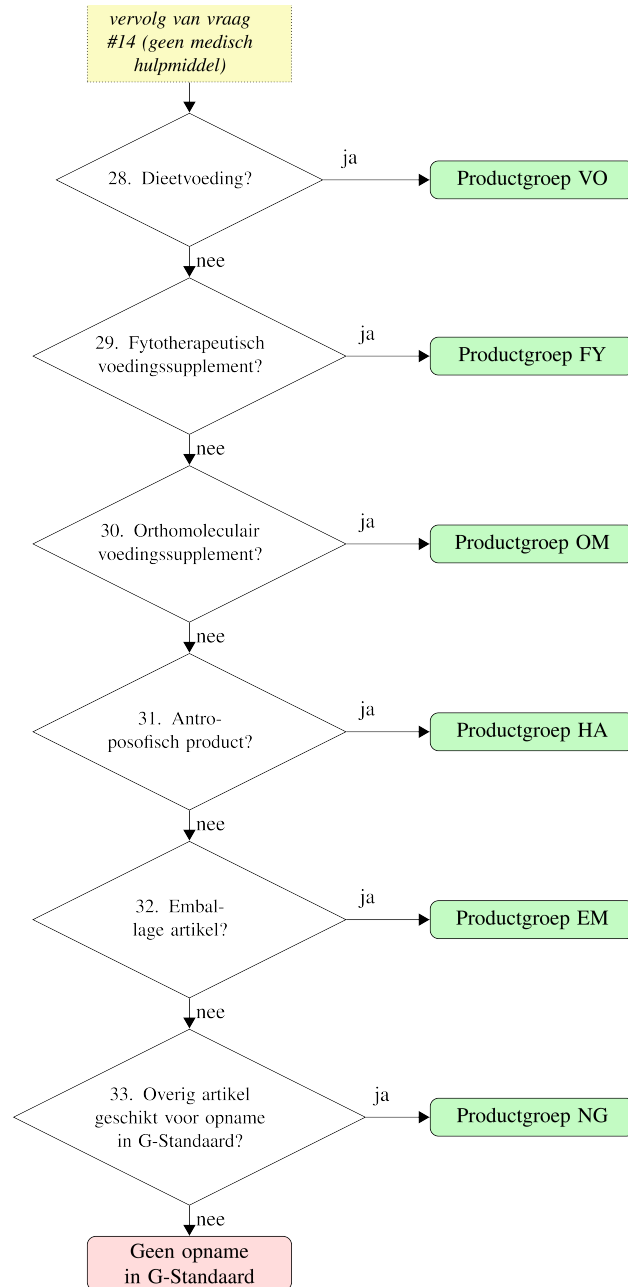 vervolg van vraag
#14 (geen medisch
hulpmiddel)
28. Dieetvoeding?
ja
Productgroep VO
nee
29. Fytotherapeutisch
voedingssupplement?
ja
Productgroep FY
nee
30. Orthomoleculair
voedingssupplement?
ja
Productgroep OM
nee
31. Antro-
posofisch product?
ja
Productgroep HA
nee
32. Embal-
lage artikel?
ja
Productgroep EM
nee
33. Overig artikel
geschikt voor opname
in G-Standaard?
ja
Productgroep NG
nee
Geen opname
in G-Standaard